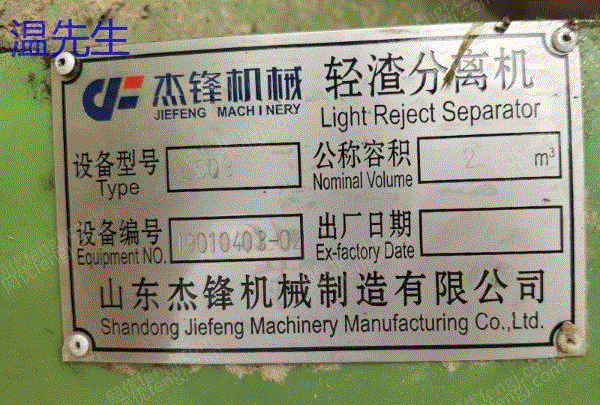 温先生
杰锋机械
JIEFENG MACHINERY
轻渣分离机
Light Reject Separator
设备型号
Type
公称容积
Nominal Volume
2 m³
设备编号
Equipment NO.
出厂日期
Ex-factory Date
山东杰锋机械制造有限公司
Shandong Jiefeng Machinery Manufacturing Co.,Ltd.